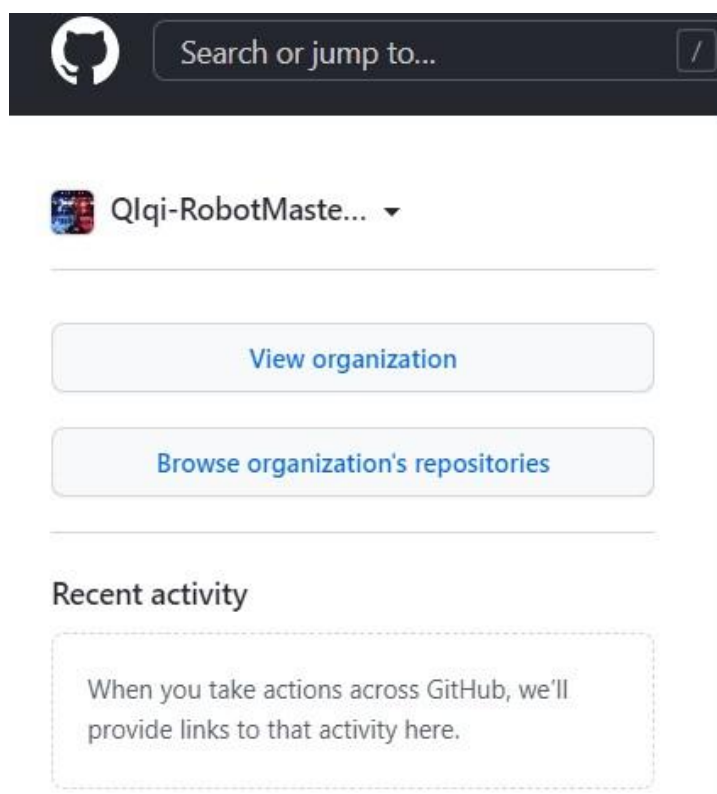 Search or jump to...
/
QIqi-RobotMaste...
View organization
Browse organization's repositories
Recent activity
When you take actions across GitHub, we'll
provide links to that activity here.